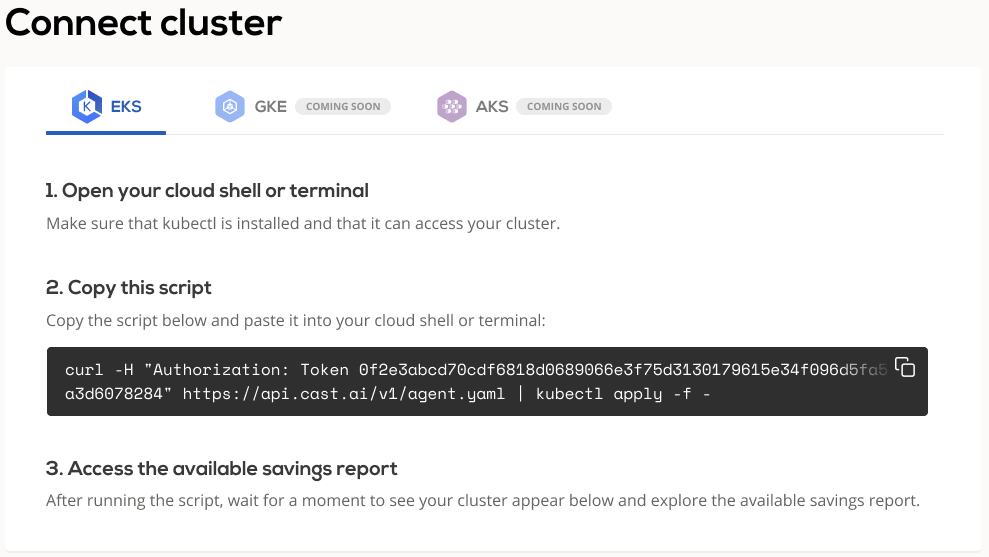 Connect cluster
EKS GKE COMING SOON AKS COMING SOON
1. Open your cloud shell or terminal
Make sure that kubectl is installed and that it can access your cluster.
2. Copy this script
Copy the script below and paste it into your cloud shell or terminal:
curl -H "Authorization: Token 0f2e3abcd70cdf6818d0689066e3f75d3130179615e34f096d5fa5
a3d6078284" https://api.cast.ai/v1/agent.yaml | kubectl apply -f -
3. Access the available savings report
After running the script, wait for a moment to see your cluster appear below and explore the available savings report.